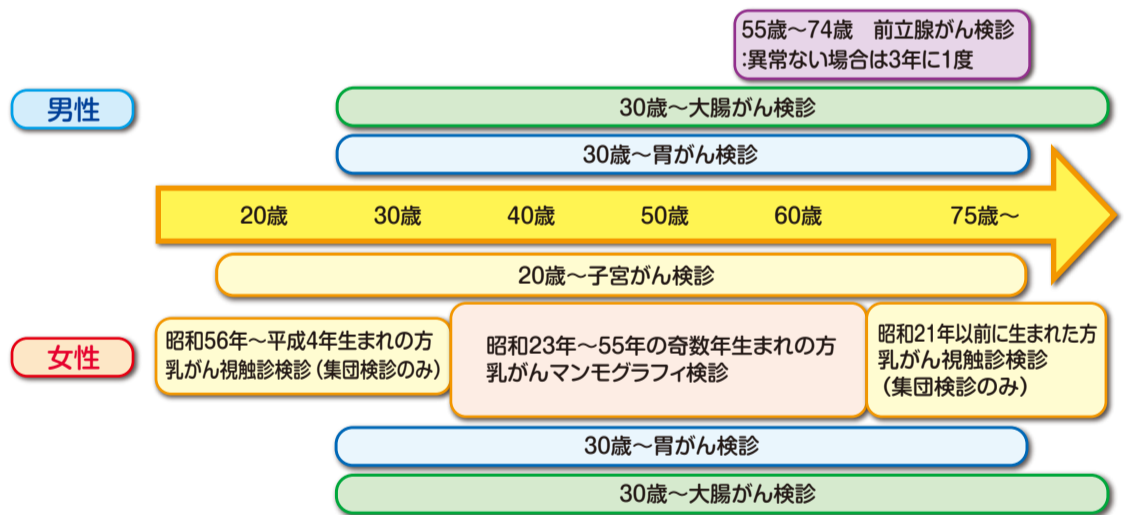 55歳～74歳　前立腺がん検診
:異常ない場合は3年に1度
男性
30歳～大腸がん検診
30歳～胃がん検診
20歳 30歳 40歳 50歳 60歳 75歳～
20歳～子宮がん検診
女性
昭和56年～平成4年生まれの方
乳がん視触診検診（集団検診のみ）
昭和23年～55年の奇数年生まれの方
乳がんマンモグラフィ検診
昭和21年以前に生まれた方
乳がん視触診検診
（集団検診のみ）
30歳～胃がん検診
30歳～大腸がん検診